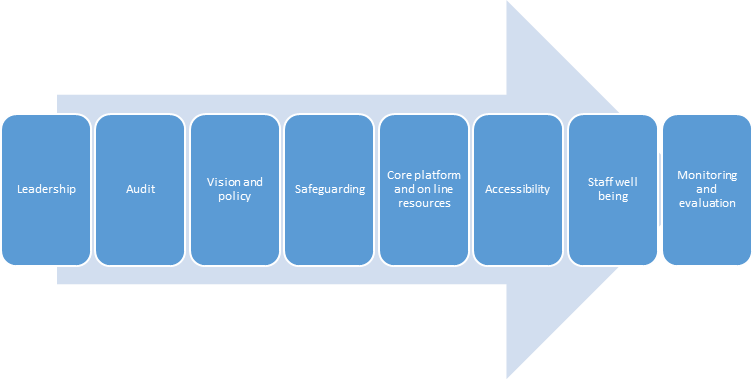 Leadership
Audit
Vision and
policy
Safeguarding
Core platform
and on line
resources
Accessibility
Staff well
being
Monitoring
and
evaluation